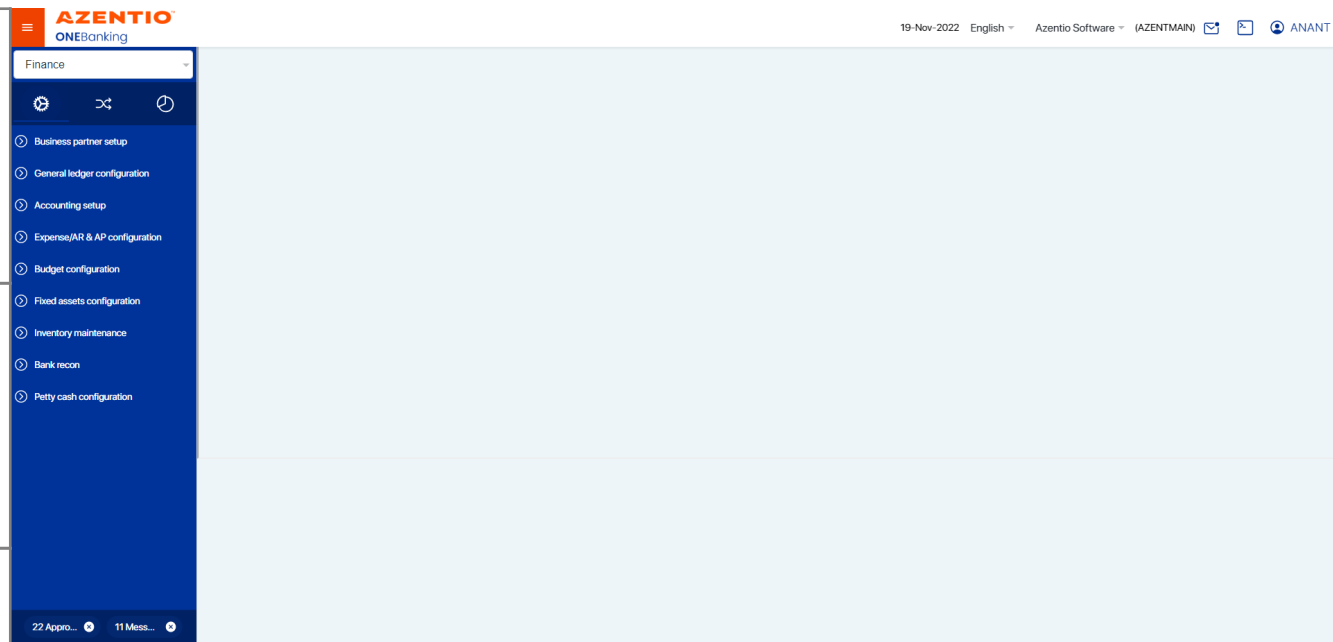 AZENTIO
ONEBanking
19-Nov-2022 English Azentio Software (AZENTMAIN) ANANT
Finance
Business partner setup
General ledger configuration
Accounting setup
Expense/AR & AP configuration
Budget configuration
Fixed assets configuration
Inventory maintenance
Bank recon
Petty cash configuration
22 Appro... 11 Mess...